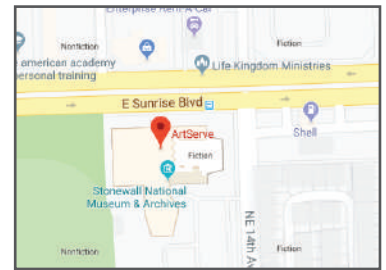 Enterprise Rent-A-Car
Nonfiction
Fiction
american academy
personal training
Life Kingdom Ministries
E Sunrise Blvd
ArtServe
Shell
Fiction
Stonewall National
Museum & Archives
NE 14th Av
Nonfiction
Fiction